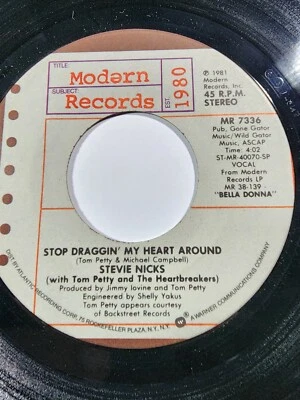 TITLE:
Modern
SUBJECT:
Records
EST
1980
℗ 1981
Modern
Records, Inc.
45 R.P.M.
STEREO
MR 7336
Pub, Gone Gator
Music/Wild Gator
Music, ASCAP
Time: 4:02
ST-MR-40070-SP
VOCAL
From Modern
Records LP
MR 38-139
"BELLA DONNA"
STOP DRAGGIN' MY HEART AROUND
(Tom Petty & Michael Campbell)
STEVIE NICKS
(with Tom Petty and The Heartbreakers)
Produced by Jimmy Iovine and Tom Petty
Engineered by Shelly Yakus
Tom Petty appears courtesy
of Backstreet Records
DIST. BY ATLANTIC RECORDING CORP. 75 ROCKEFELLER PLAZA, N.Y. N.Y. A WARNER COMMUNICATIONS CO.